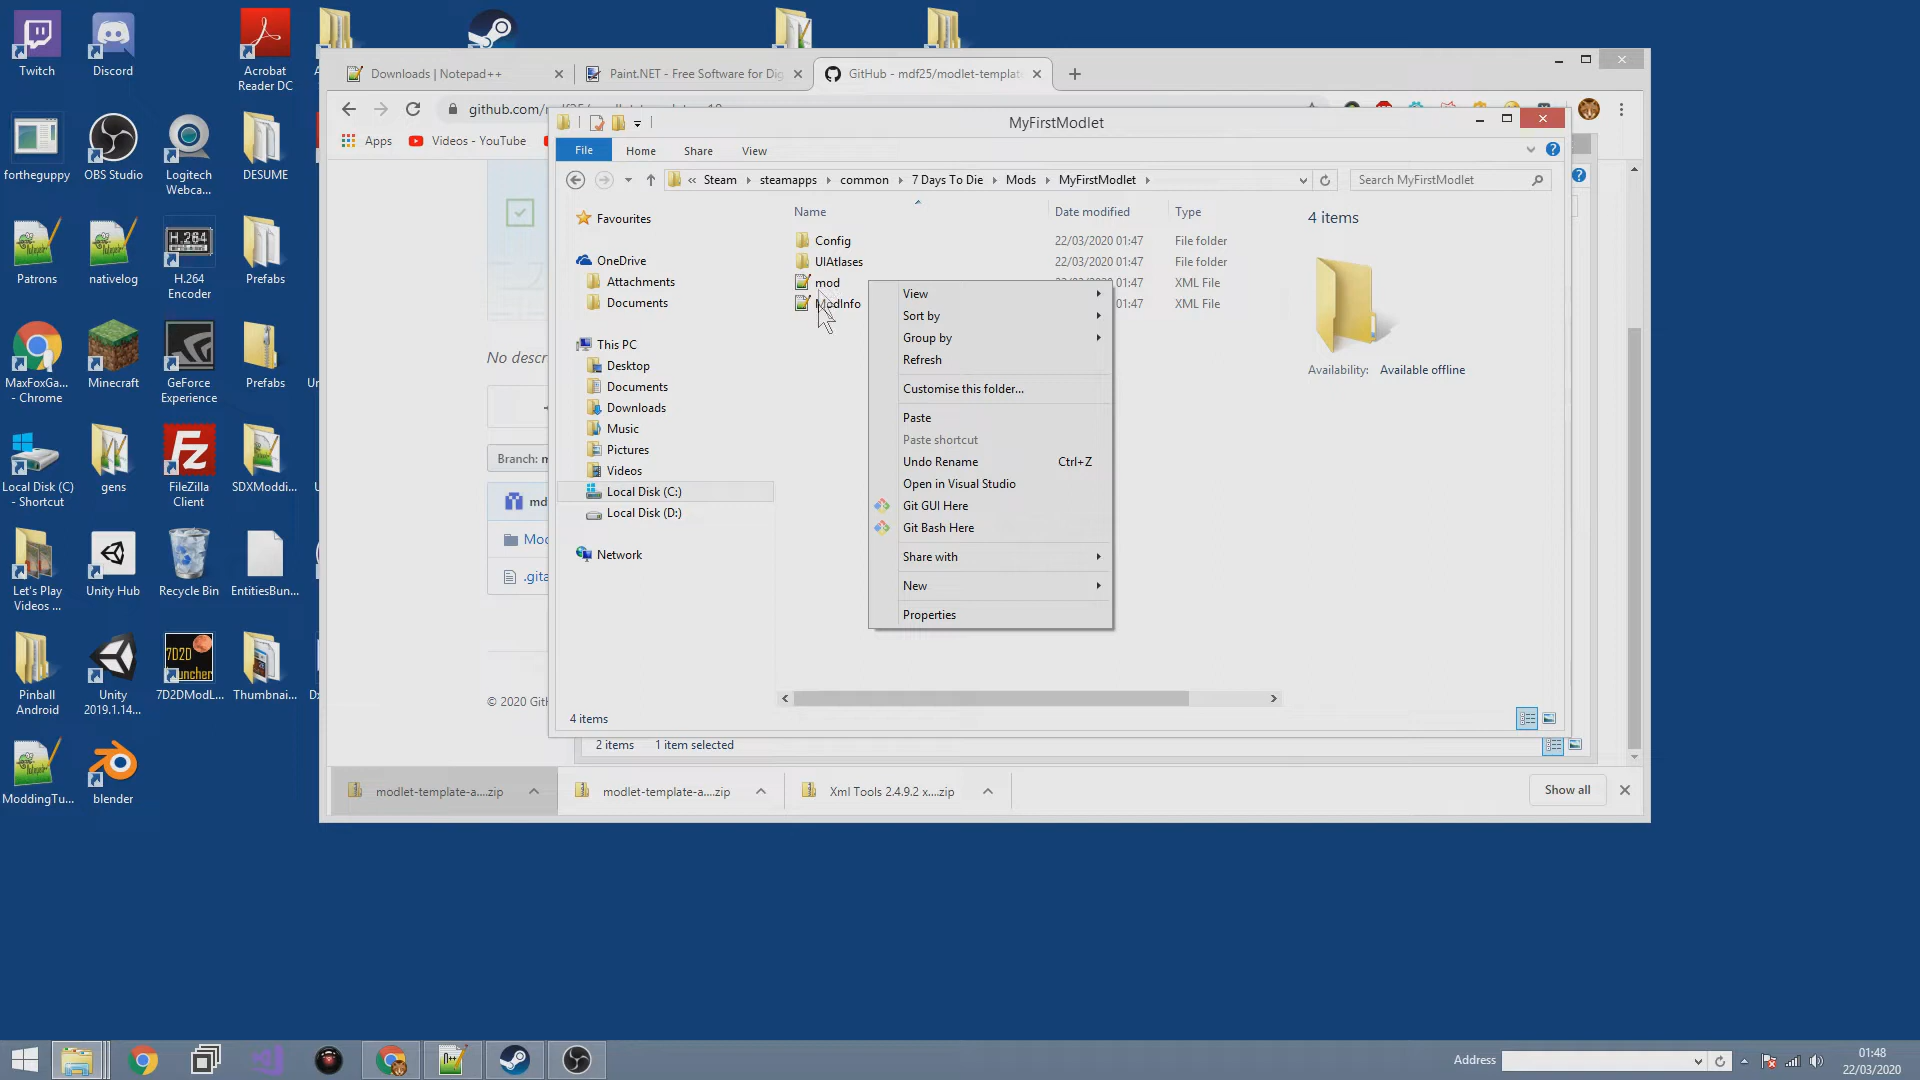 Twitch
Discord
Acrobat
Reader DC
fortheguppy
OBS Studio
Logitech
Webca...
DESUME
Patrons
nativelog
H.264
Encoder
Prefabs
MaxFoxGa...
- Chrome
Minecraft
GeForce
Experience
Prefabs
Local Disk (C)
- Shortcut
gens
FileZilla
Client
SDXModdi...
Let's Play
Videos ...
Unity Hub
Recycle Bin
EntitiesBun...
Pinball
Android
Unity
2019.1.14...
7D2DModL...
Thumbnai...
ModdingTu...
blender
Downloads | Notepad++
Paint.NET - Free Software for Dig
GitHub - mdf25/modlet-templat
Apps
Videos - YouTube
No descr
Branch: m
md
Moc
.gita
© 2020 GitH
MyFirstModlet
File
Home
Share
View
« Steam
steamapps
common
7 Days To Die
Mods
MyFirstModlet
Search MyFirstModlet
Favourites
OneDrive
Attachments
Documents
This PC
Desktop
Documents
Downloads
Music
Pictures
Videos
Local Disk (C:)
Local Disk (D:)
Network
Name
Date modified
Type
Config
22/03/2020 01:47
File folder
UIAtlases
22/03/2020 01:47
File folder
mod
01:47
XML File
ModInfo
01:47
XML File
4 items
Availability: Available offline
View
Sort by
Group by
Refresh
Customise this folder...
Paste
Paste shortcut
Undo Rename Ctrl+Z
Open in Visual Studio
Git GUI Here
Git Bash Here
Share with
New
Properties
4 items
2 items 1 item selected
modlet-template-a....zip
modlet-template-a....zip
Xml Tools 2.4.9.2 x....zip
Show all
Address
01:48
22/03/2020